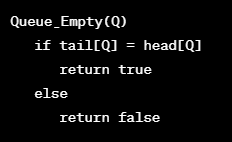 Queue_Empty(Q)
if tail[Q] = head[Q]
return true
else
return false